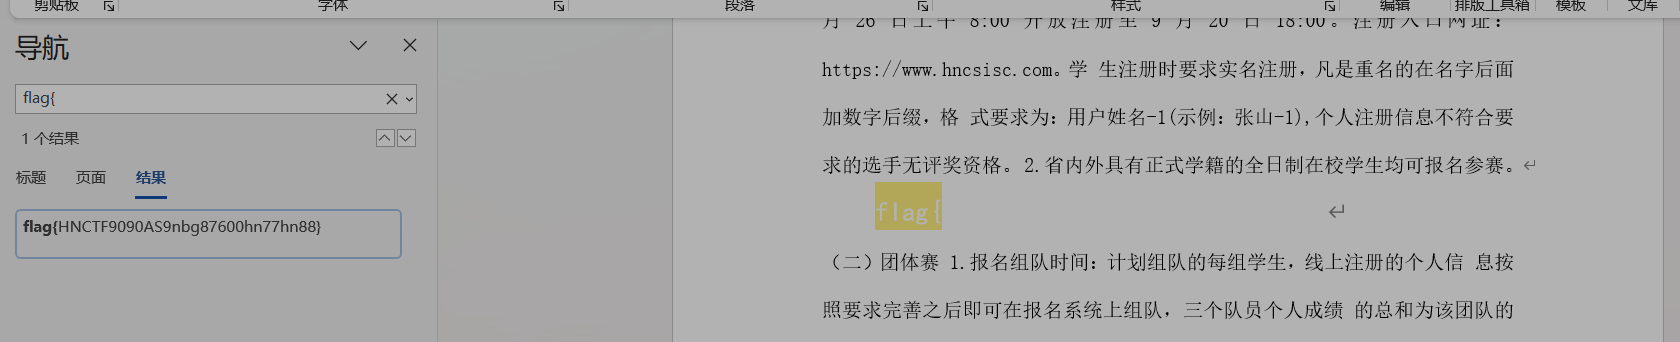 剪贴板 字体 段落 样式 编辑 排版工具箱 模板 文库
导航
flag{
1 个结果
标题 页面 结果
flag{HNCTF9090AS9nbg87600hn77hn88}
月 26 日上午 8:00 开放注册至 9 月 20 日 18:00。注册入口网址:
https://www.hncsisc.com。学 生注册时要求实名注册,凡是重名的在名字后面
加数字后缀,格 式要求为:用户姓名-1(示例:张山-1),个人注册信息不符合要
求的选手无评奖资格。2.省内外具有正式学籍的全日制在校学生均可报名参赛。
flag{
(二)团体赛 1.报名组队时间:计划组队的每组学生,线上注册的个人信 息按
照要求完善之后即可在报名系统上组队,三个队员个人成绩 的总和为该团队的